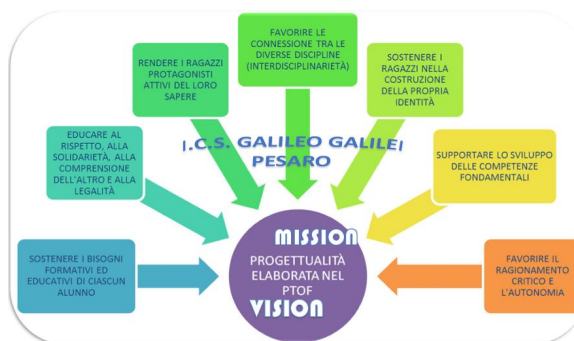 FAVORIRE LE
CONNESSIONE TRA LE
DIVERSE DISCIPLINE
(INTERDISCIPLINARIETÀ)
RENDERE I RAGAZZI
PROTAGONISTI
ATTIVI DEL LORO
SAPERE
SOSTENERE I
RAGAZZI NELLA
COSTRUZIONE
DELLA PROPRIA
IDENTITÀ
EDUCARE AL
RISPETTO, ALLA
SOLIDARIETÀ, ALLA
COMPRENSIONE
DELL'ALTRO E ALLA
LEGALITÀ
I.C.S. GALILEO GALILEI
PESARO
SUPPORTARE LO SVILUPPO
DELLE COMPETENZE
FONDAMENTALI
SOSTENERE I BISOGNI
FORMATIVI ED
EDUCATIVI DI CIASCUN
ALUNNO
MISSION
PROGETTUALITÀ
ELABORATA NEL
PTOF
VISION
FAVORIRE IL
RAGIONAMENTO
CRITICO E
L'AUTONOMIA